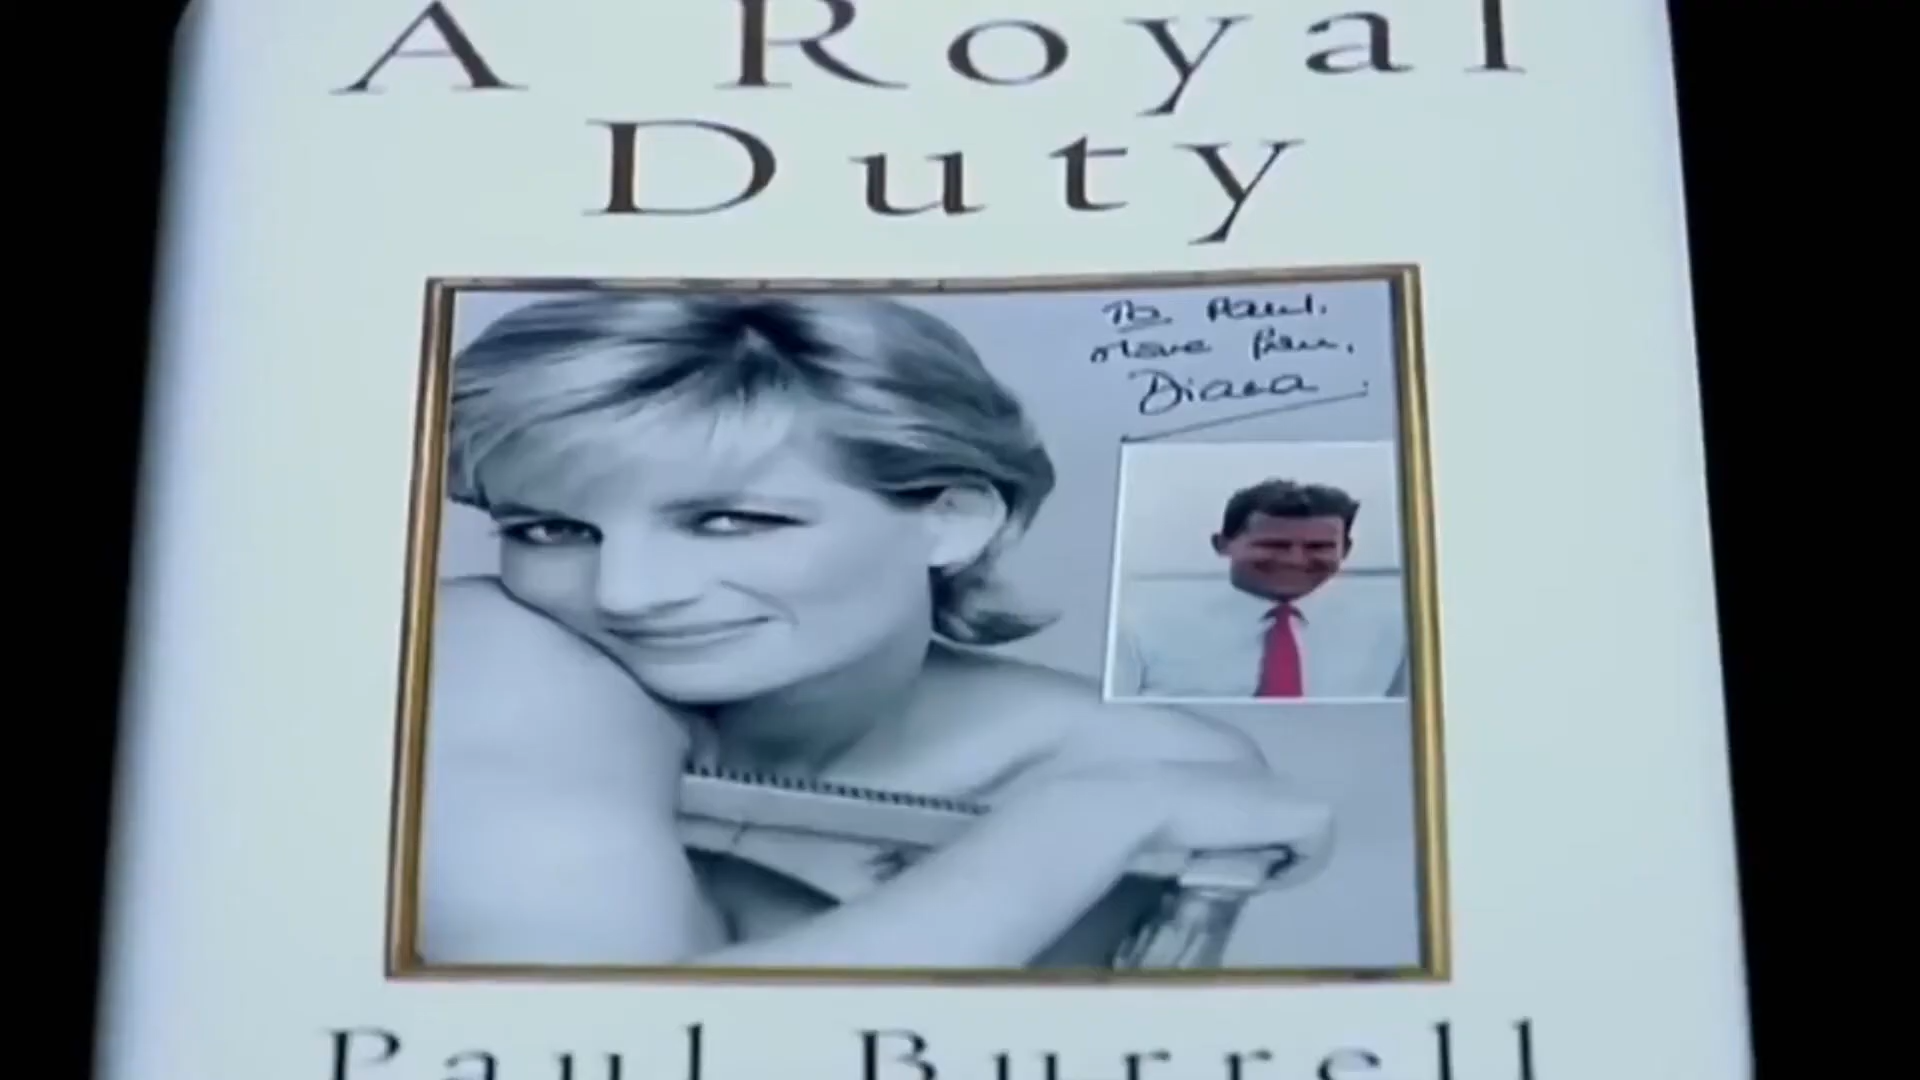 A Royal
Duty
To Paul.
Love from,
Diana.
Paul Burrell